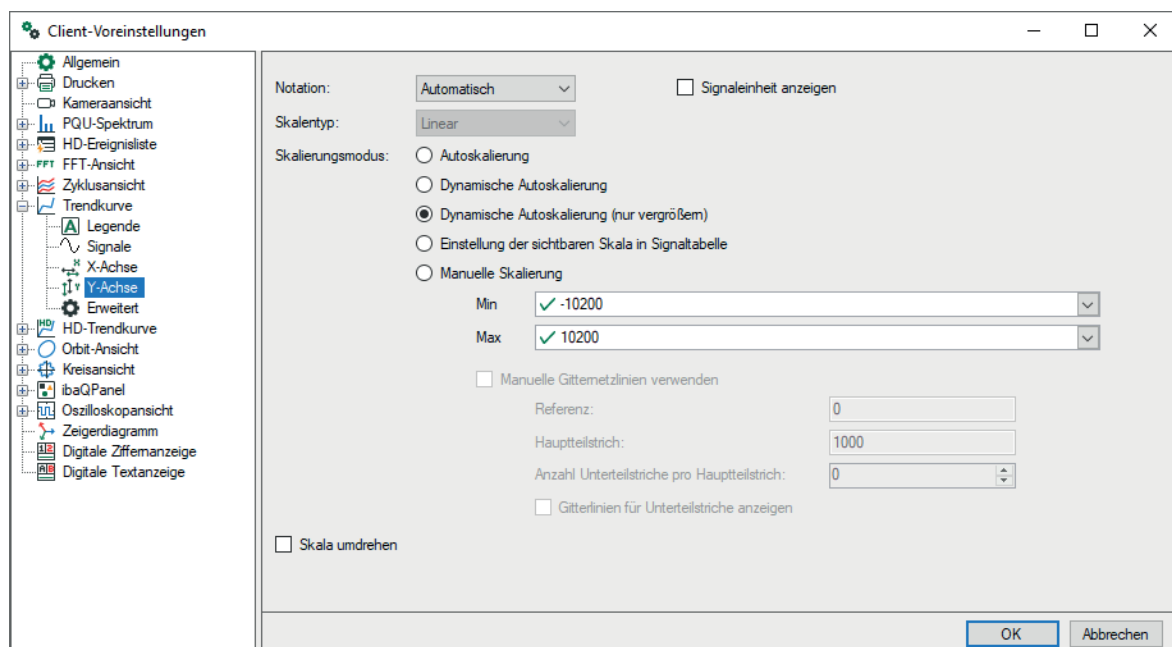 Client-Voreinstellungen
Allgemein
Drucken
Kameraansicht
PQU-Spektrum
HD-Ereignisliste
FFT FFT-Ansicht
Zyklusansicht
Trendkurve
A Legende
Signale
X X-Achse
Y Y-Achse
Erweitert
HD HD-Trendkurve
Orbit-Ansicht
Kreisansicht
ibaQPanel
Oszilloskopansicht
Zeigerdiagramm
12 Digitale Ziffernanzeige
AB Digitale Textanzeige
Notation: Automatisch Signaleinheit anzeigen
Skalentyp: Linear
Skalierungsmodus: Autoskalierung
Dynamische Autoskalierung
Dynamische Autoskalierung (nur vergrößern)
Einstellung der sichtbaren Skala in Signaltabelle
Manuelle Skalierung
Min -10200
Max 10200
Manuelle Gitternetzlinien verwenden
Referenz: 0
Hauptteilstrich: 1000
Anzahl Unterteilstriche pro Hauptteilstrich: 0
Gitterlinien für Unterteilstriche anzeigen
Skala umdrehen
OK Abbrechen